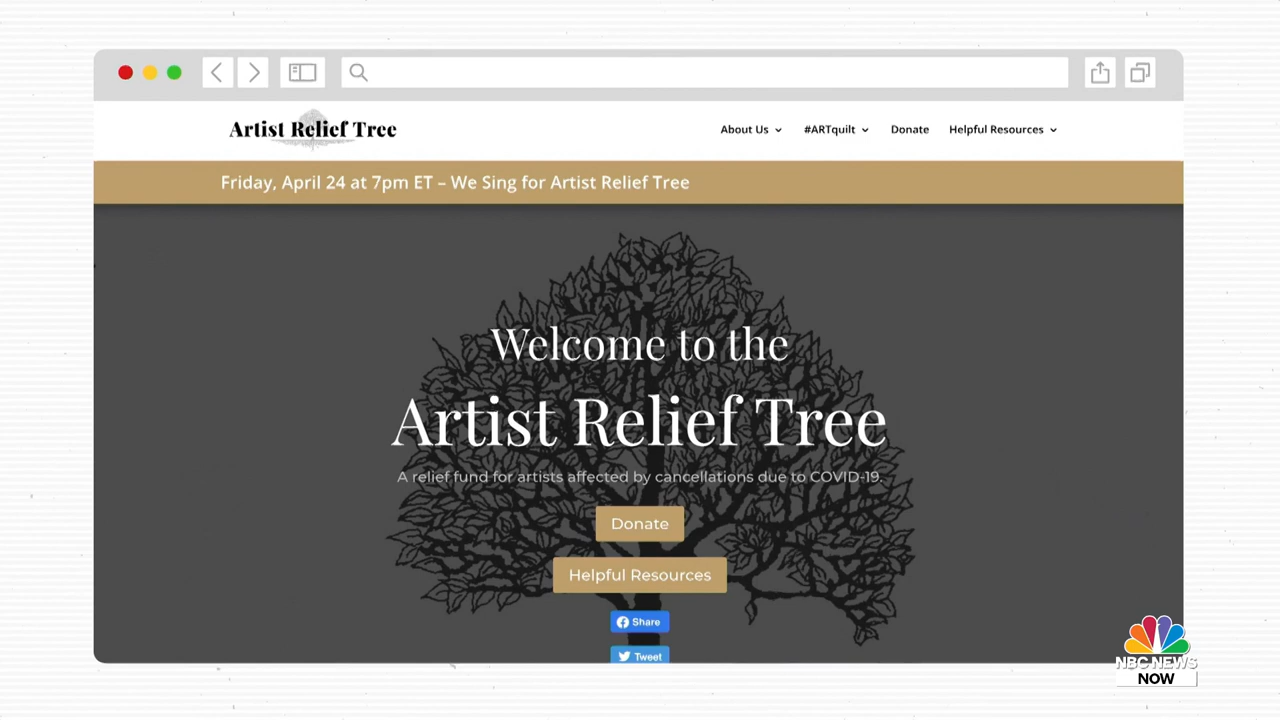 Artist Relief Tree
About Us
#ARTquilt
Donate
Helpful Resources
Friday, April 24 at 7pm ET – We Sing for Artist Relief Tree
Welcome to the
Artist Relief Tree
A relief fund for artists affected by cancellations due to COVID-19.
Donate
Helpful Resources
Share
Tweet
NBC NEWS
NOW